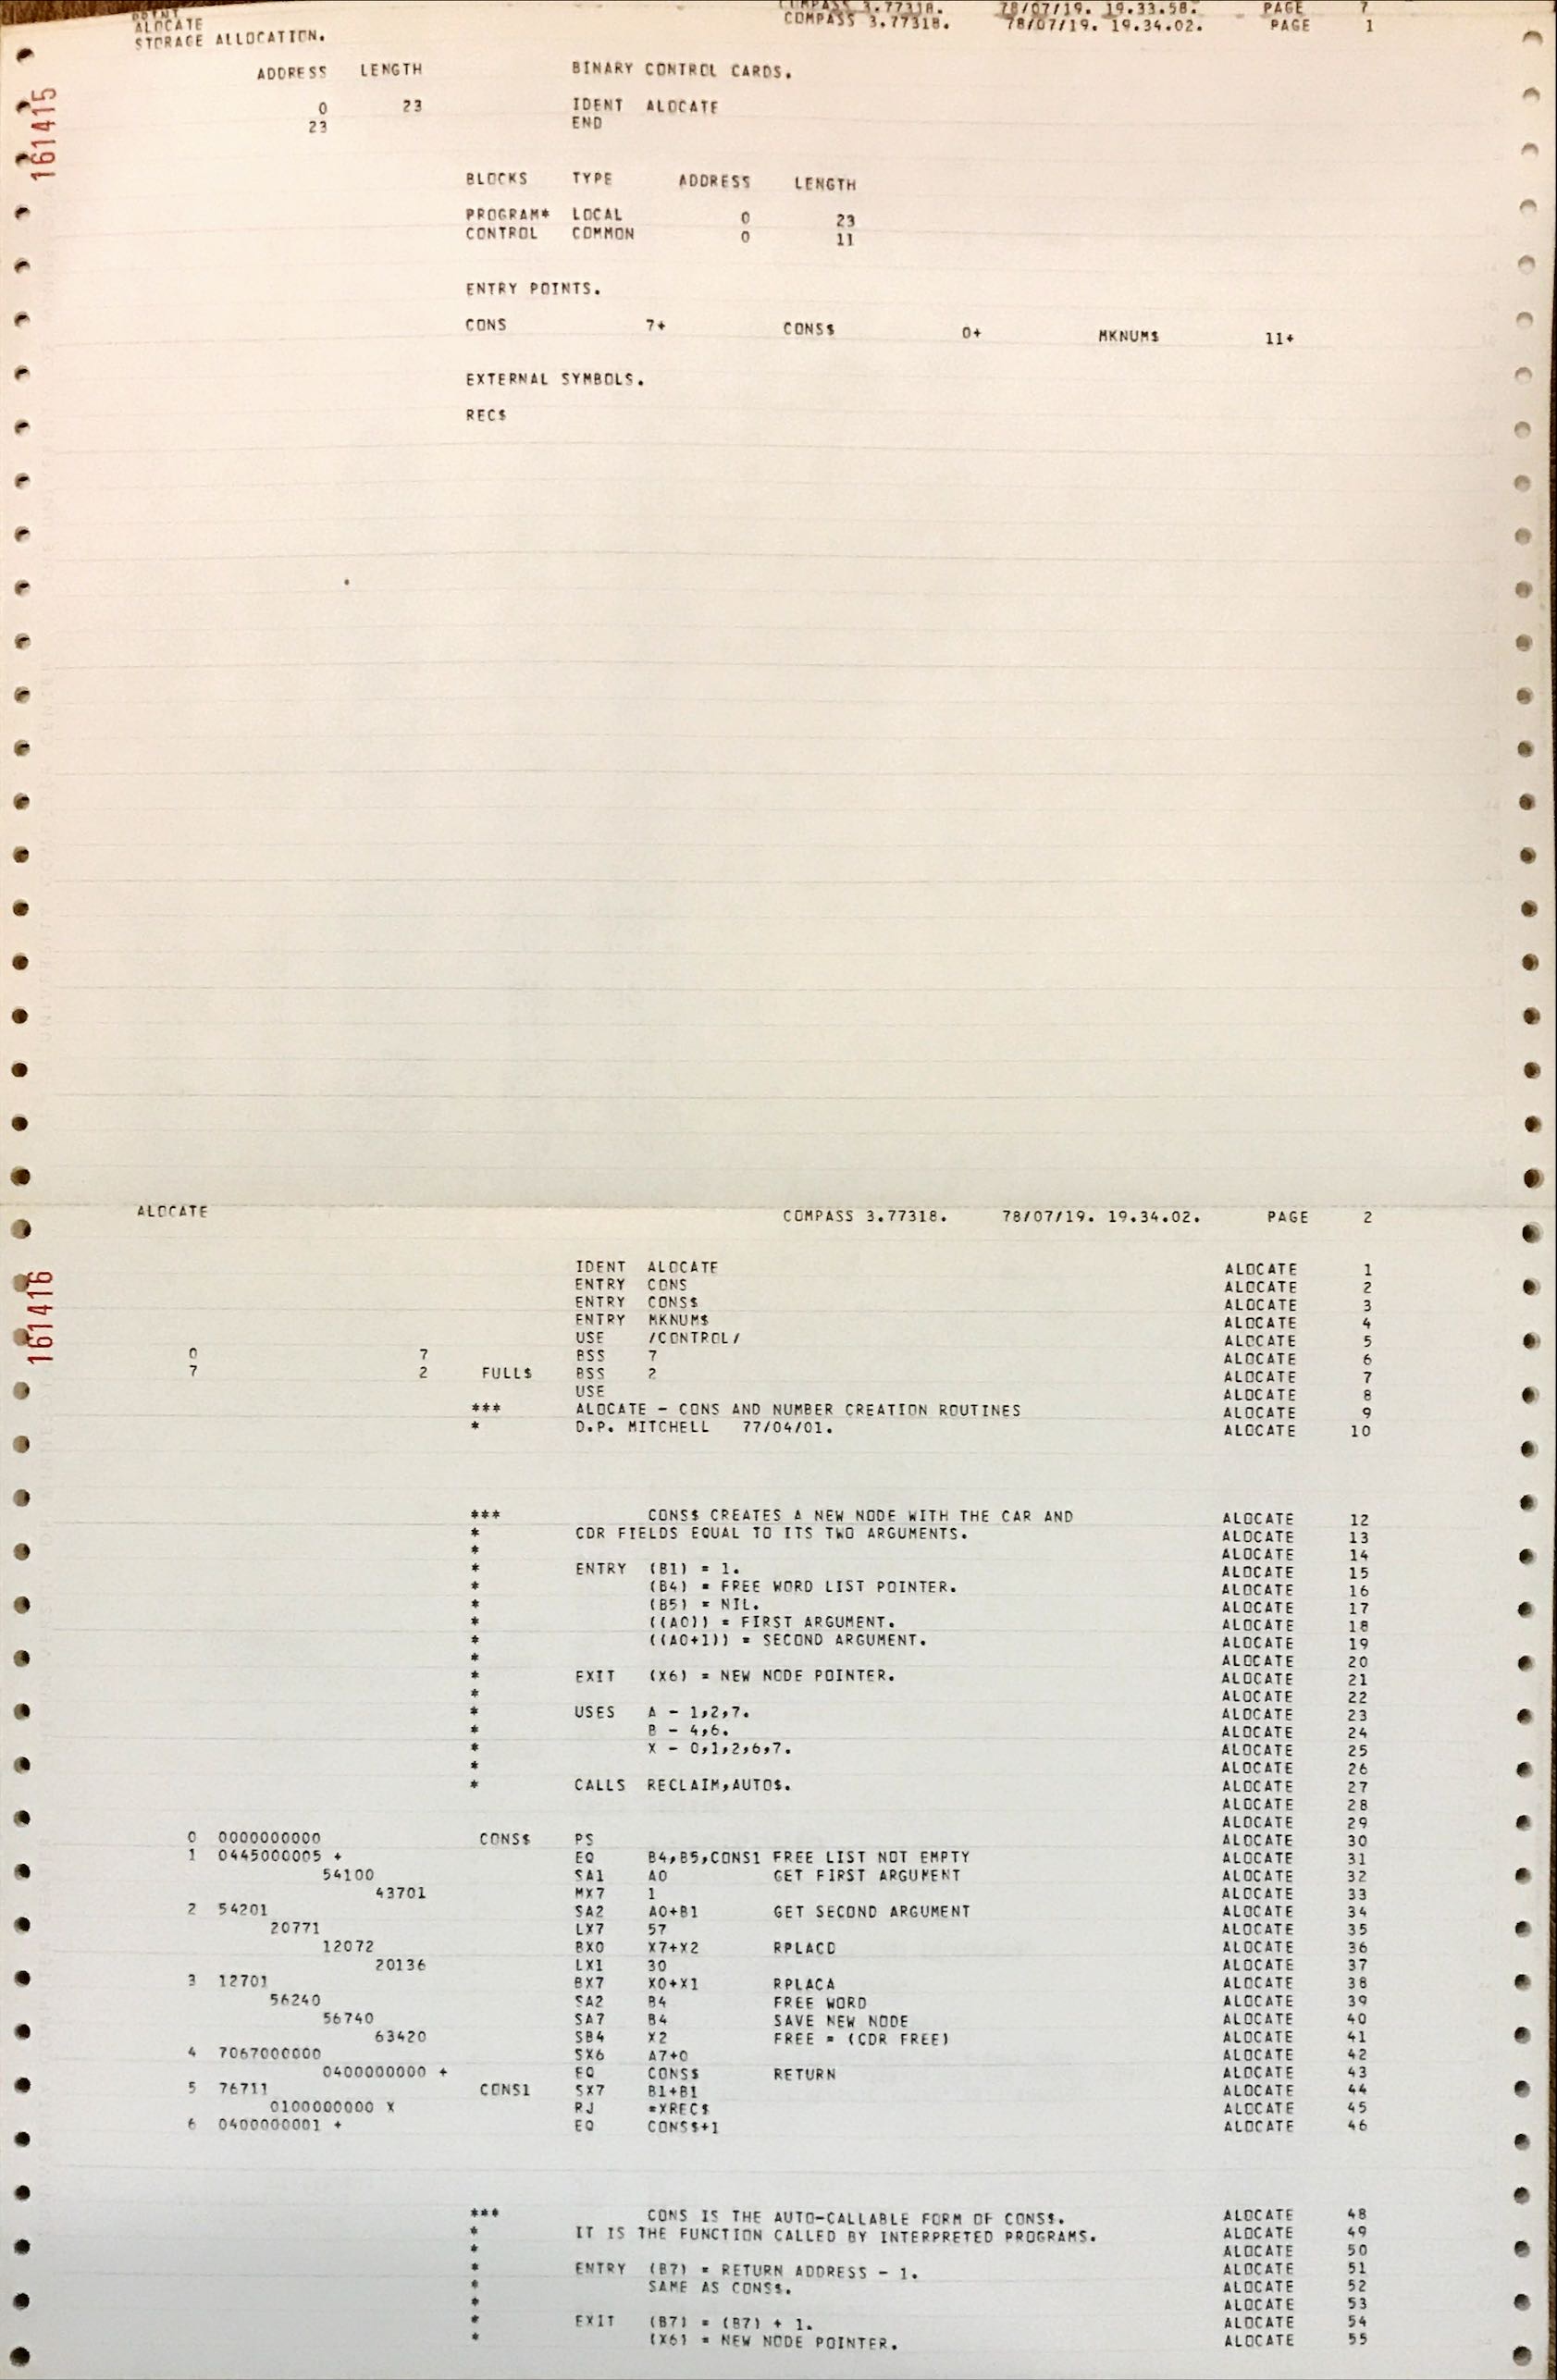 PRINT COMPASS 3.77318. 78/07/19. 19.33.58. PAGE 7
ALOCATE COMPASS 3.77318. 78/07/19. 19.34.02. PAGE 1
STORAGE ALLOCATION.
161415
ADDRESS LENGTH BINARY CONTROL CARDS.
0 23 IDENT ALOCATE
23 END
BLOCKS TYPE ADDRESS LENGTH
PROGRAM* LOCAL 0 23
CONTROL COMMON 0 11
ENTRY POINTS.
CONS 7+ CONS$ 0+ MKNUM$ 11+
EXTERNAL SYMBOLS.
REC$
ALOCATE COMPASS 3.77318. 78/07/19. 19.34.02. PAGE 2
161416
IDENT ALOCATE ALOCATE 1
ENTRY CONS ALOCATE 2
ENTRY CONS$ ALOCATE 3
ENTRY MKNUM$ ALOCATE 4
USE /CONTROL/ ALOCATE 5
0 7 BSS 7 ALOCATE 6
7 2 FULL$ BSS 2 ALOCATE 7
USE ALOCATE 8
*** ALOCATE - CONS AND NUMBER CREATION ROUTINES ALOCATE 9
* D.P. MITCHELL 77/04/01. ALOCATE 10
*** CONS$ CREATES A NEW NODE WITH THE CAR AND ALOCATE 12
* CDR FIELDS EQUAL TO ITS TWO ARGUMENTS. ALOCATE 13
* ALOCATE 14
* ENTRY (B1) = 1. ALOCATE 15
* (B4) = FREE WORD LIST POINTER. ALOCATE 16
* (B5) = NIL. ALOCATE 17
* ((A0)) = FIRST ARGUMENT. ALOCATE 18
* ((A0+1)) = SECOND ARGUMENT. ALOCATE 19
* ALOCATE 20
* EXIT (X6) = NEW NODE POINTER. ALOCATE 21
* ALOCATE 22
* USES A - 1,2,7. ALOCATE 23
* B - 4,6. ALOCATE 24
* X - 0,1,2,6,7. ALOCATE 25
* ALOCATE 26
* CALLS RECLAIM,AUTO$. ALOCATE 27
ALOCATE 28
ALOCATE 29
0 0000000000 CONS$ PS ALOCATE 30
1 0445000005 + EQ B4,B5,CONS1 FREE LIST NOT EMPTY ALOCATE 31
54100 SA1 A0 GET FIRST ARGUMENT ALOCATE 32
43701 MX7 1 ALOCATE 33
2 54201 SA2 A0+B1 GET SECOND ARGUMENT ALOCATE 34
20771 LX7 57 ALOCATE 35
12072 BX0 X7+X2 RPLACD ALOCATE 36
20136 LX1 30 ALOCATE 37
3 12701 BX7 X0+X1 RPLACA ALOCATE 38
56240 SA2 B4 FREE WORD ALOCATE 39
56740 SA7 B4 SAVE NEW NODE ALOCATE 40
63420 SB4 X2 FREE = (CDR FREE) ALOCATE 41
4 7067000000 SX6 A7+0 ALOCATE 42
0400000000 + EQ CONS$ RETURN ALOCATE 43
5 76711 CONS1 SX7 B1+B1 ALOCATE 44
0100000000 X RJ =XREC$ ALOCATE 45
6 0400000001 + EQ CONS$+1 ALOCATE 46
*** CONS IS THE AUTO-CALLABLE FORM OF CONS$. ALOCATE 48
* IT IS THE FUNCTION CALLED BY INTERPRETED PROGRAMS. ALOCATE 49
* ALOCATE 50
* ENTRY (B7) = RETURN ADDRESS - 1. ALOCATE 51
* SAME AS CONS$. ALOCATE 52
* ALOCATE 53
* EXIT (B7) = (B7) + 1. ALOCATE 54
* (X6) = NEW NODE POINTER. ALOCATE 55